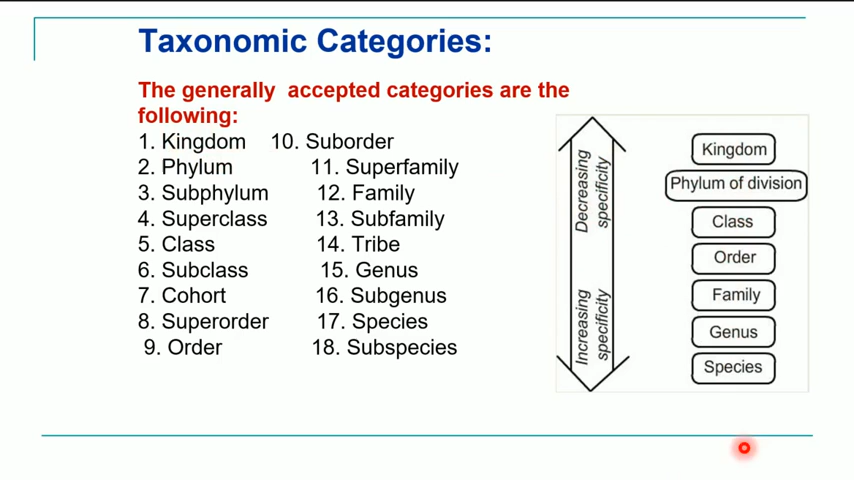 Taxonomic Categories:
The generally accepted categories are the
following:
1. Kingdom 10. Suborder
2. Phylum 11. Superfamily
3. Subphylum 12. Family
4. Superclass 13. Subfamily
5. Class 14. Tribe
6. Subclass 15. Genus
7. Cohort 16. Subgenus
8. Superorder 17. Species
9. Order 18. Subspecies
Decreasing
specificity
Increasing
specificity
Kingdom
Phylum of division
Class
Order
Family
Genus
Species